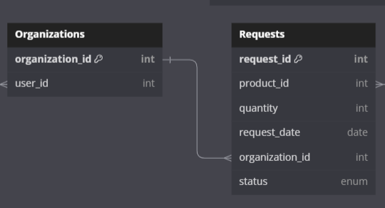 Organizations
organization_id int
user_id int
Requests
request_id int
product_id int
quantity int
request_date date
organization_id int
status enum